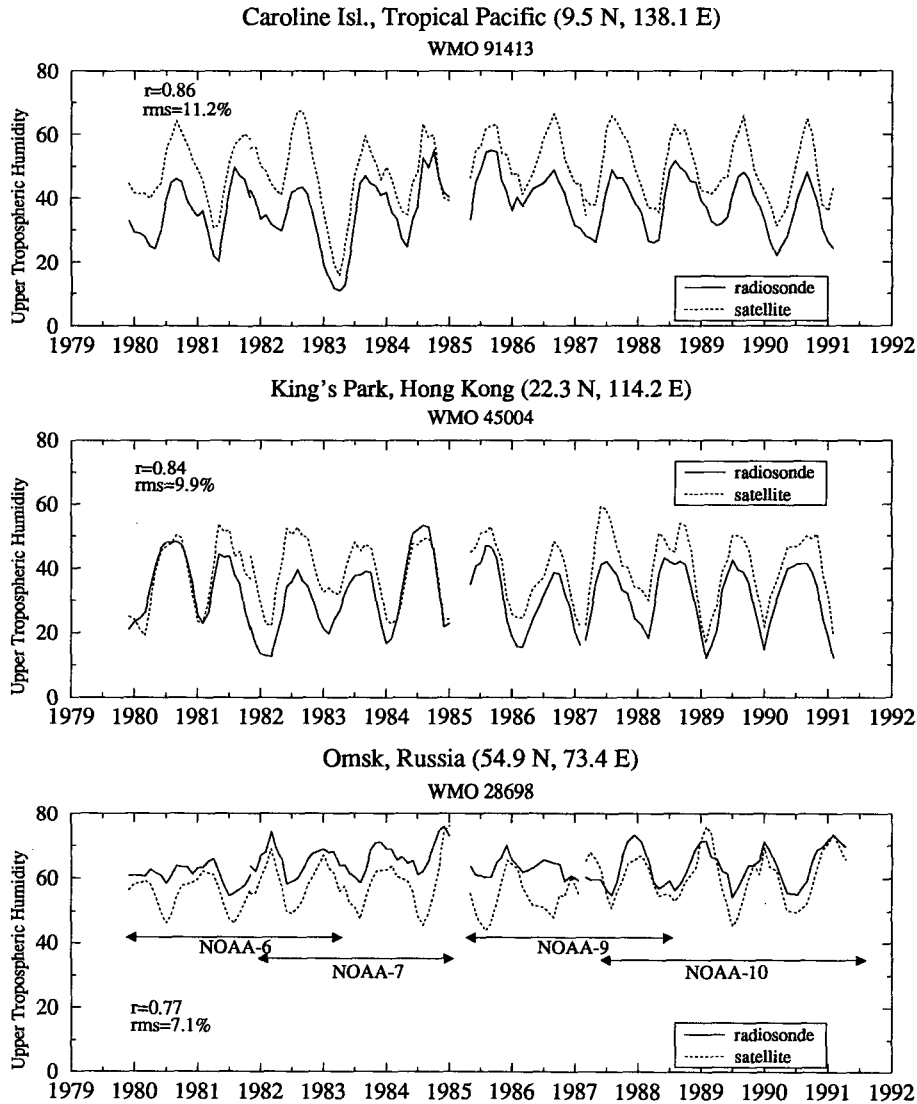 Caroline Isl., Tropical Pacific (9.5 N, 138.1 E)
WMO 91413
r=0.86
rms=11.2%
Upper Tropospheric Humidity
80
60
40
20
0
radiosonde
satellite
1979 1980 1981 1982 1983 1984 1985 1986 1987 1988 1989 1990 1991 1992
King's Park, Hong Kong (22.3 N, 114.2 E)
WMO 45004
r=0.84
rms=9.9%
Upper Tropospheric Humidity
80
60
40
20
0
radiosonde
satellite
1979 1980 1981 1982 1983 1984 1985 1986 1987 1988 1989 1990 1991 1992
Omsk, Russia (54.9 N, 73.4 E)
WMO 28698
Upper Tropospheric Humidity
80
60
40
20
0
NOAA-6
NOAA-9
NOAA-7
NOAA-10
r=0.77
rms=7.1%
radiosonde
satellite
1979 1980 1981 1982 1983 1984 1985 1986 1987 1988 1989 1990 1991 1992